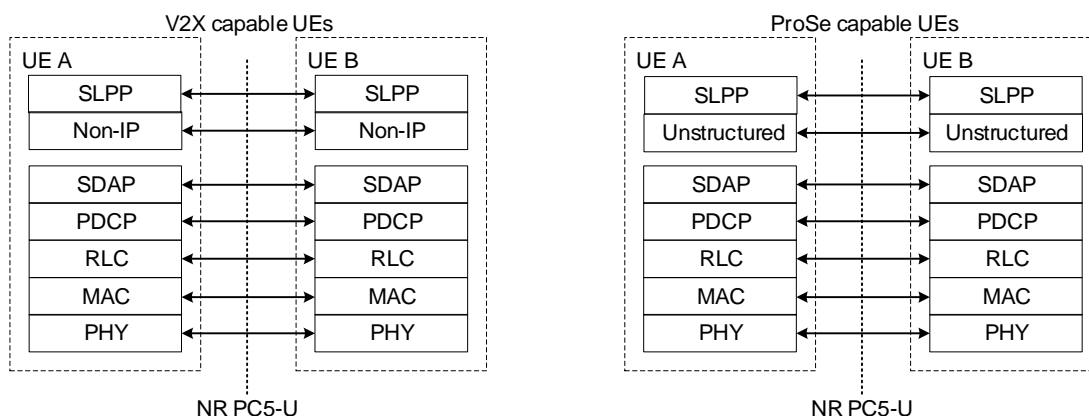 V2X capable UEs
UE A
UE B
SLPP
SLPP
Non-IP
Non-IP
SDAP
SDAP
PDCP
PDCP
RLC
RLC
MAC
MAC
PHY
PHY
NR PC5-U
ProSe capable UEs
UE A
UE B
SLPP
SLPP
Unstructured
Unstructured
SDAP
SDAP
PDCP
PDCP
RLC
RLC
MAC
MAC
PHY
PHY
NR PC5-U